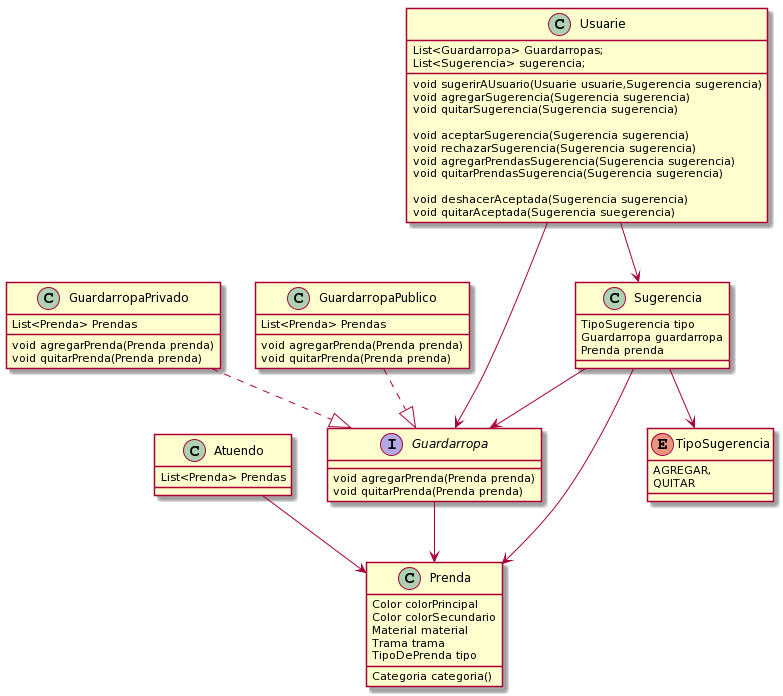 C Usuarie
List<Guardarropa> Guardarropas;
List<Sugerencia> sugerencia;
void sugerirAUsuario(Usuarie usuarie,Sugerencia sugerencia)
void agregarSugerencia(Sugerencia sugerencia)
void quitarSugerencia(Sugerencia sugerencia)
void aceptarSugerencia(Sugerencia sugerencia)
void rechazarSugerencia(Sugerencia sugerencia)
void agregarPrendasSugerencia(Sugerencia sugerencia)
void quitarPrendasSugerencia(Sugerencia sugerencia)
void deshacerAceptada(Sugerencia sugerencia)
void quitarAceptada(Sugerencia suegerencia)
C GuardarropaPrivado
List<Prenda> Prendas
void agregarPrenda(Prenda prenda)
void quitarPrenda(Prenda prenda)
C GuardarropaPublico
List<Prenda> Prendas
void agregarPrenda(Prenda prenda)
void quitarPrenda(Prenda prenda)
C Sugerencia
TipoSugerencia tipo
Guardarropa guardarropa
Prenda prenda
C Atuendo
List<Prenda> Prendas
I Guardarropa
void agregarPrenda(Prenda prenda)
void quitarPrenda(Prenda prenda)
E TipoSugerencia
AGREGAR,
QUITAR
C Prenda
Color colorPrincipal
Color colorSecundario
Material material
Trama trama
TipoDePrenda tipo
Categoria categoria()